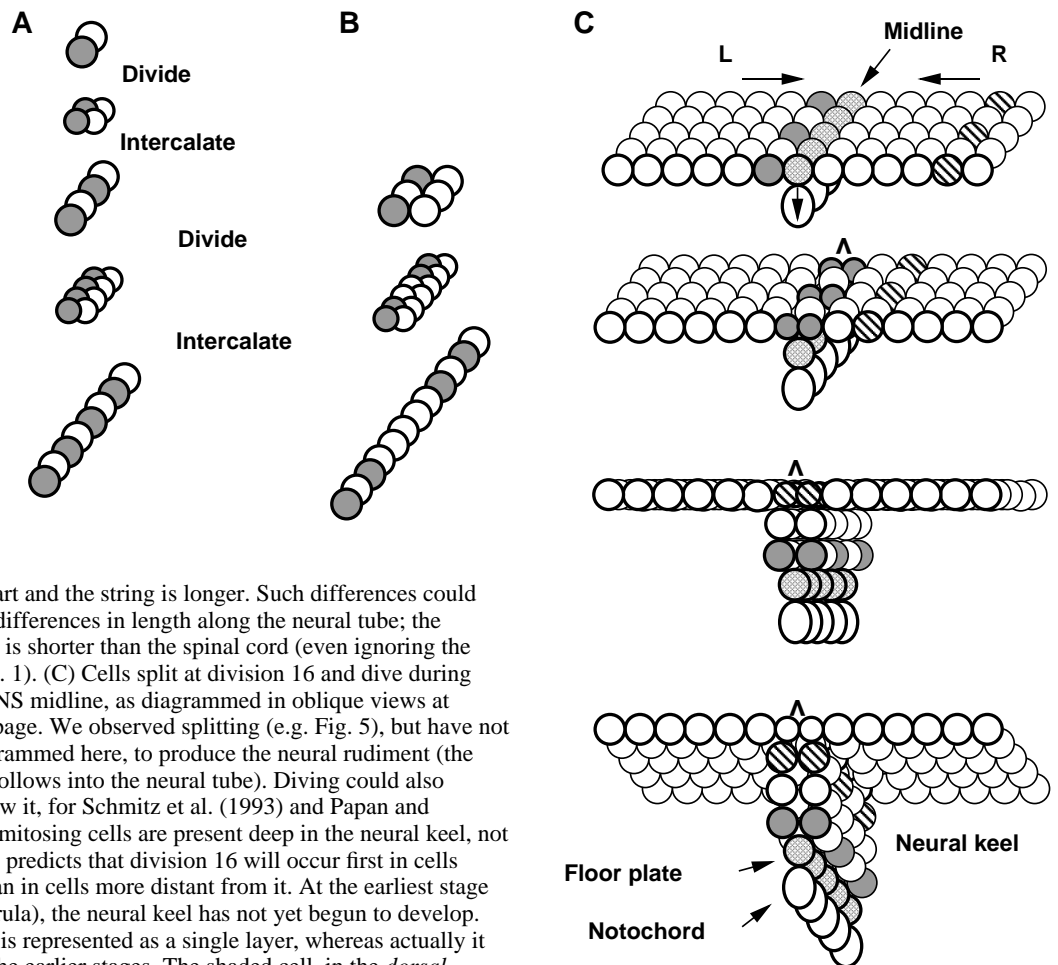 A
B
C
Divide
Intercalate
Divide
Intercalate
Midline
L
R
Floor plate
Notochord
Neural keel
art and the string is longer. Such differences could
differences in length along the neural tube; the
is shorter than the spinal cord (even ignoring the
. 1). (C) Cells split at division 16 and dive during
NS midline, as diagrammed in oblique views at
page. We observed splitting (e.g. Fig. 5), but have not
grammed here, to produce the neural rudiment (the
ollows into the neural tube). Diving could also
w it, for Schmitz et al. (1993) and Papan and
mitosing cells are present deep in the neural keel, not
predicts that division 16 will occur first in cells
an in cells more distant from it. At the earliest stage
rula), the neural keel has not yet begun to develop.
is represented as a single layer, whereas actually it
he earlier stages. The shaded cell, in the dorsal